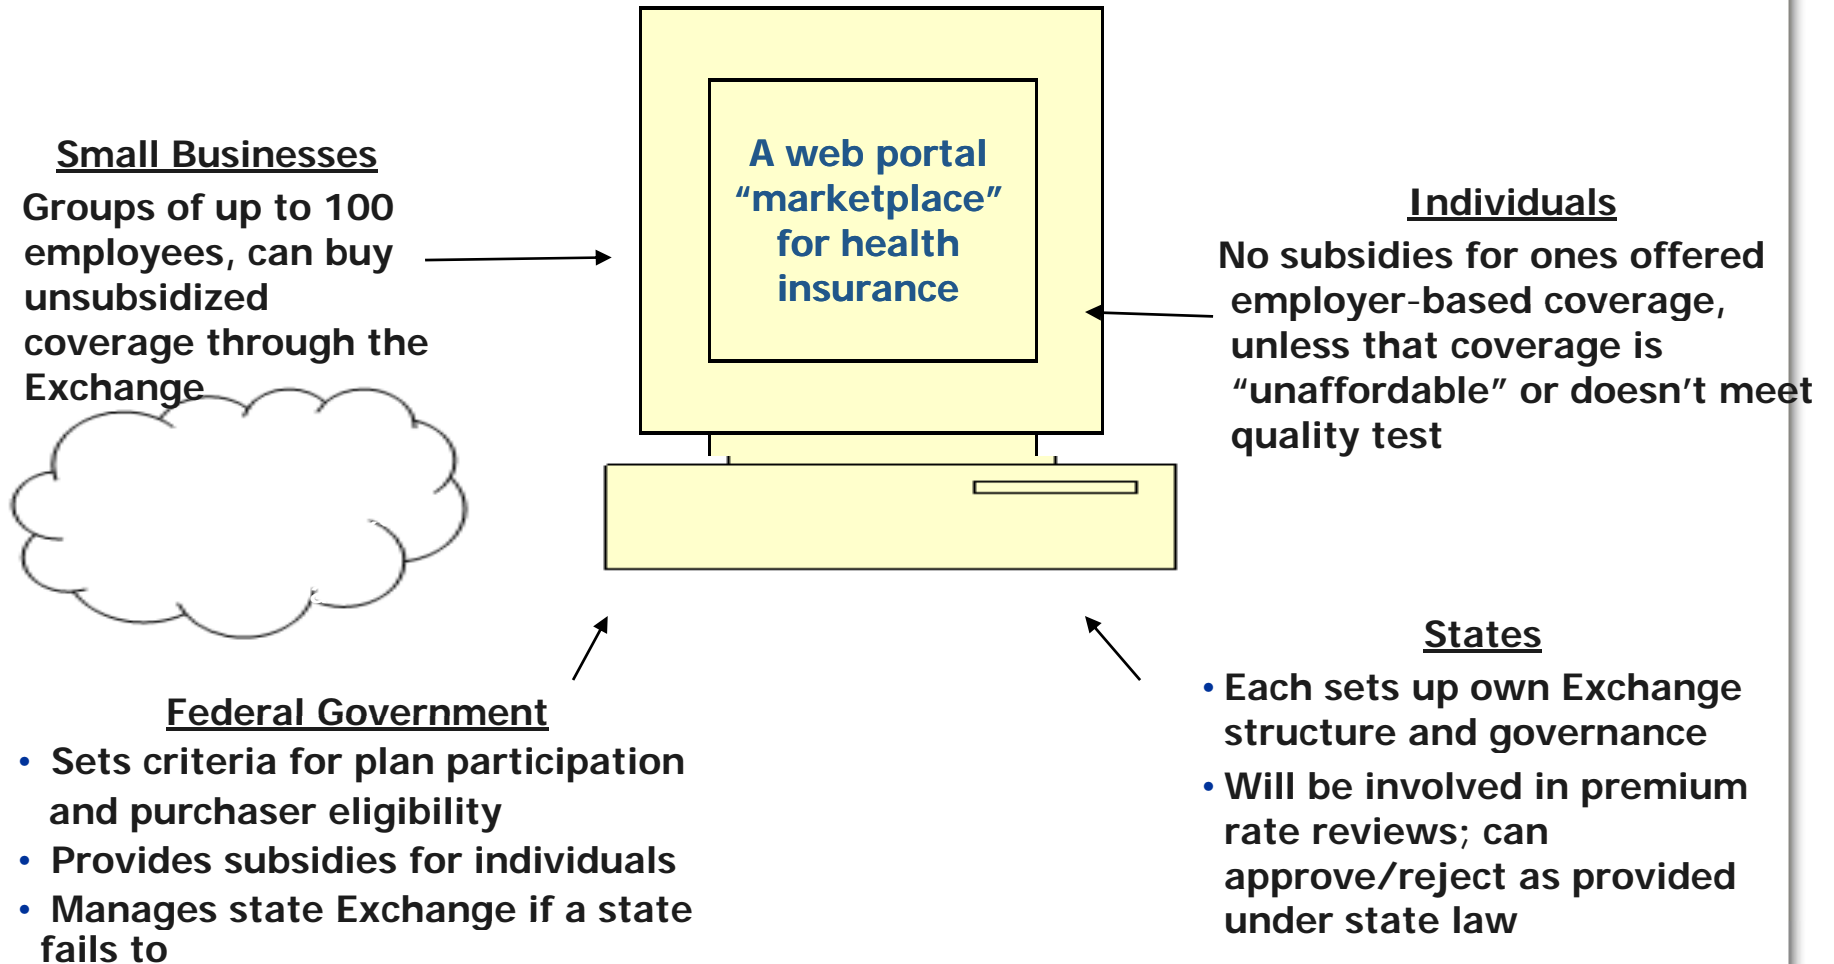 Small Businesses
Groups of up to 100
employees, can buy
unsubsidized
coverage through the
Exchange
A web portal
“marketplace”
for health
insurance
Individuals
No subsidies for ones offered
employer-based coverage,
unless that coverage is
“unaffordable” or doesn’t meet
quality test
Federal Government
• Sets criteria for plan participation
and purchaser eligibility
• Provides subsidies for individuals
• Manages state Exchange if a state
fails to
States
• Each sets up own Exchange
structure and governance
• Will be involved in premium
rate reviews; can
approve/reject as provided
under state law